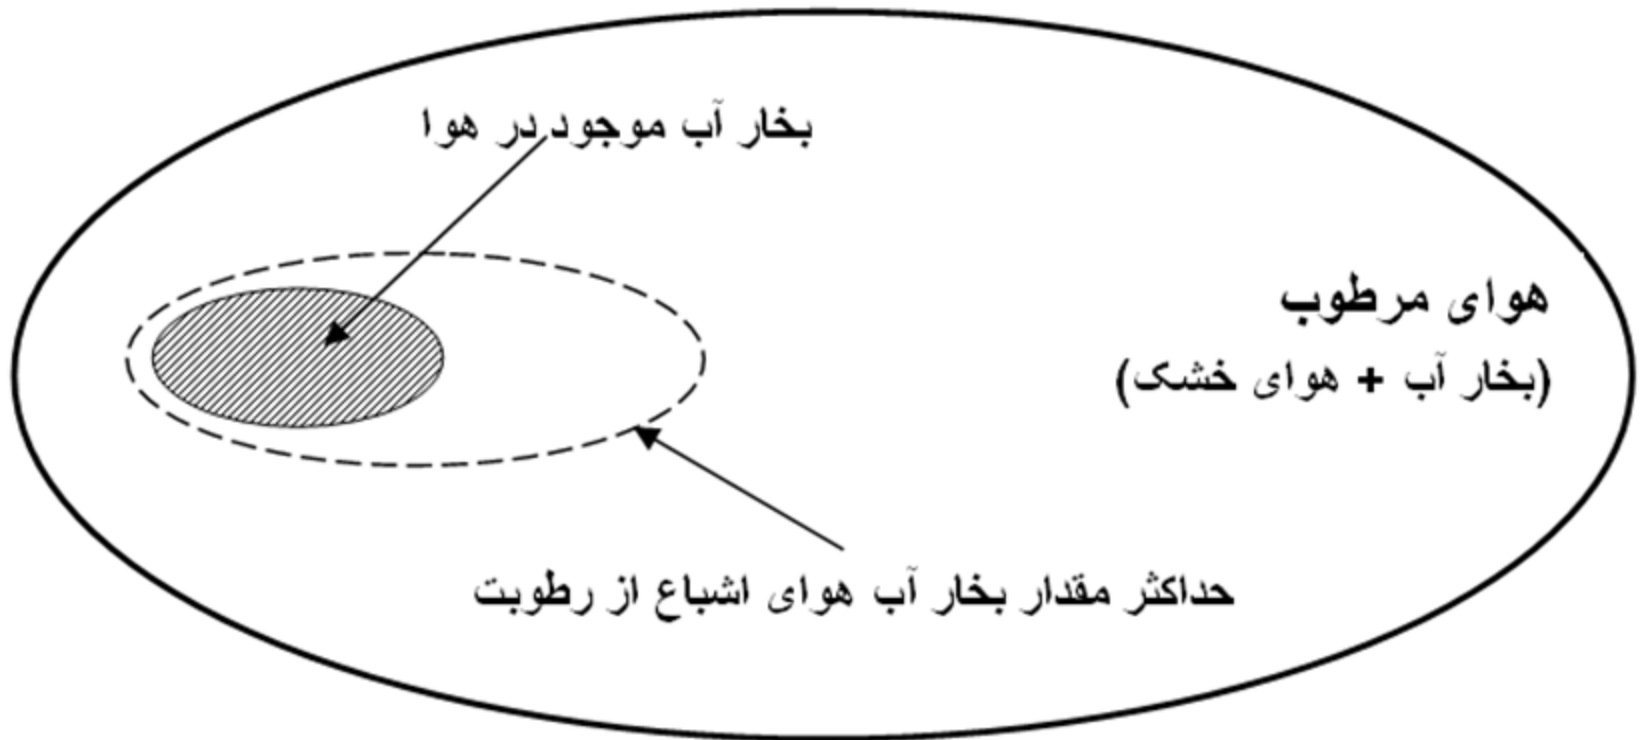 بخار آب موجود در هوا
هوای مرطوب
(بخار آب + هوای خشک)
حداکثر مقدار بخار آب هوای اشباع از رطوبت